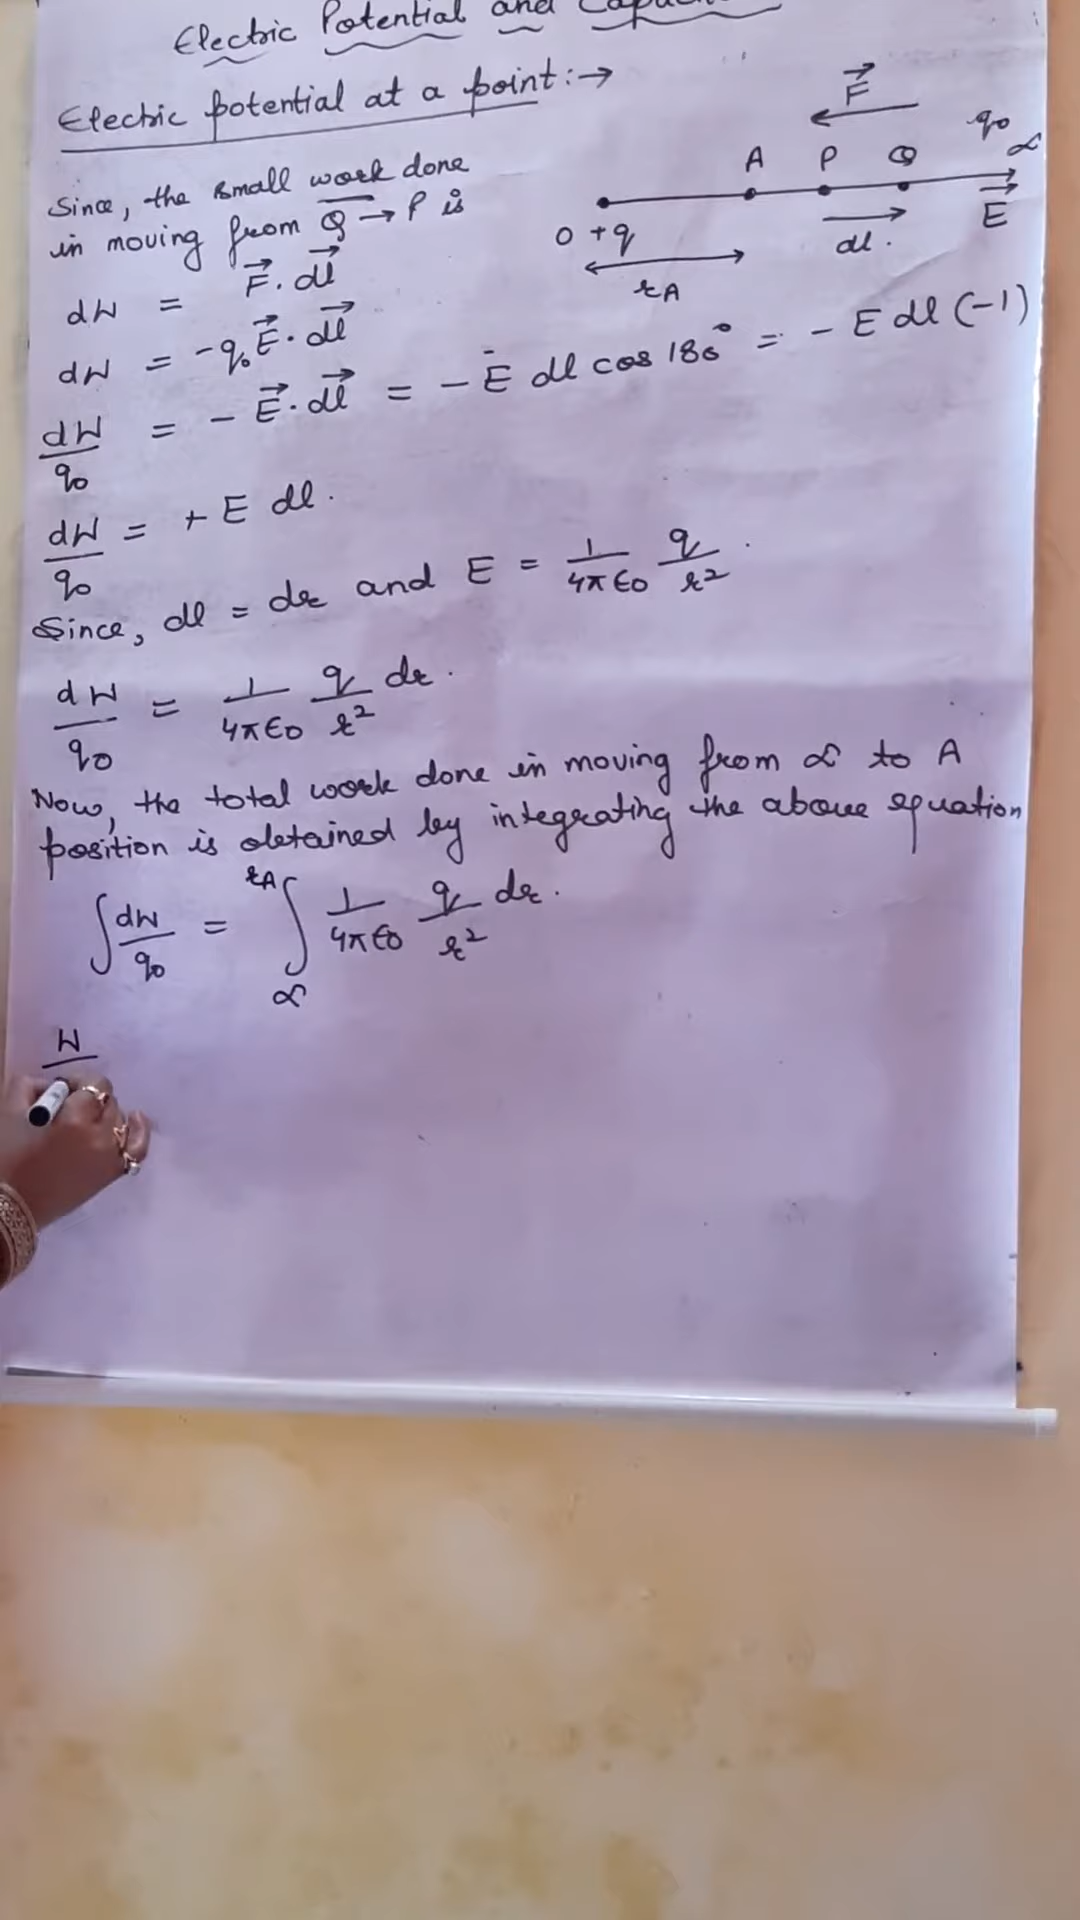 Electric Potential and
Electric potential at a point:→
Since, the small work done
in moving from Q → P is
dW = F⃗. dl⃗
dW = -q₀ E⃗. dl⃗
dW/q₀ = - E⃗. dl⃗ = - E dl cos 180° = - E dl (-1)
dW/q₀ = + E dl.
Since, dl = dr and E = 1/4πϵ₀ q/r².
dW/q₀ = 1/4πϵ₀ q/r² dr.
Now, the total work done in moving from ∞ to A
position is obtained by integrating the above equation
∫dW/q₀ = ∫ rA ∞ 1/4πϵ₀ q/r² dr.
W
F⃗
q₀
∞
A P Q
E⃗
O +q
dl.
rA